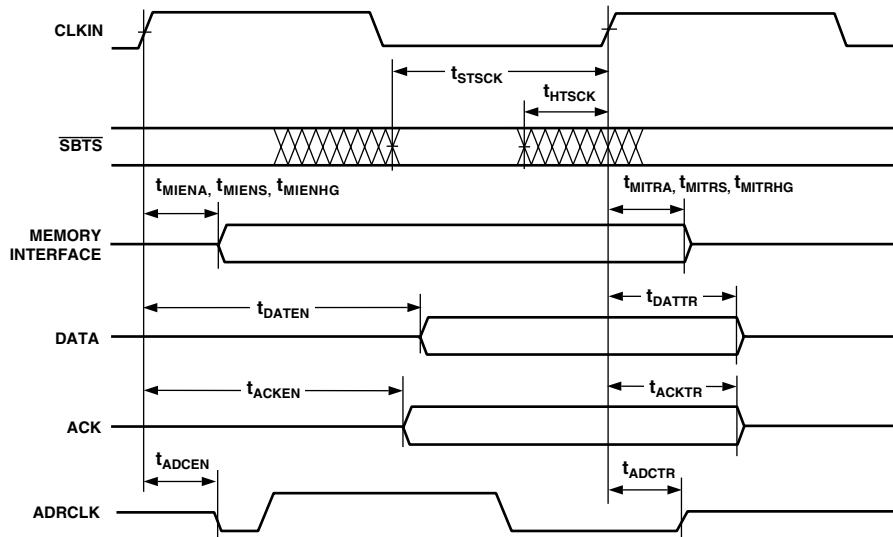 CLKIN
tSTSCK
tHTSCK
SBTS
tMIENA, tMIENS, tMIENHG
tMITRA, tMITRS, tMITRHG
MEMORY
INTERFACE
tDATEN
tDATTR
DATA
tACKEN
tACKTR
ACK
tADCEN
tADCTR
ADRCLK